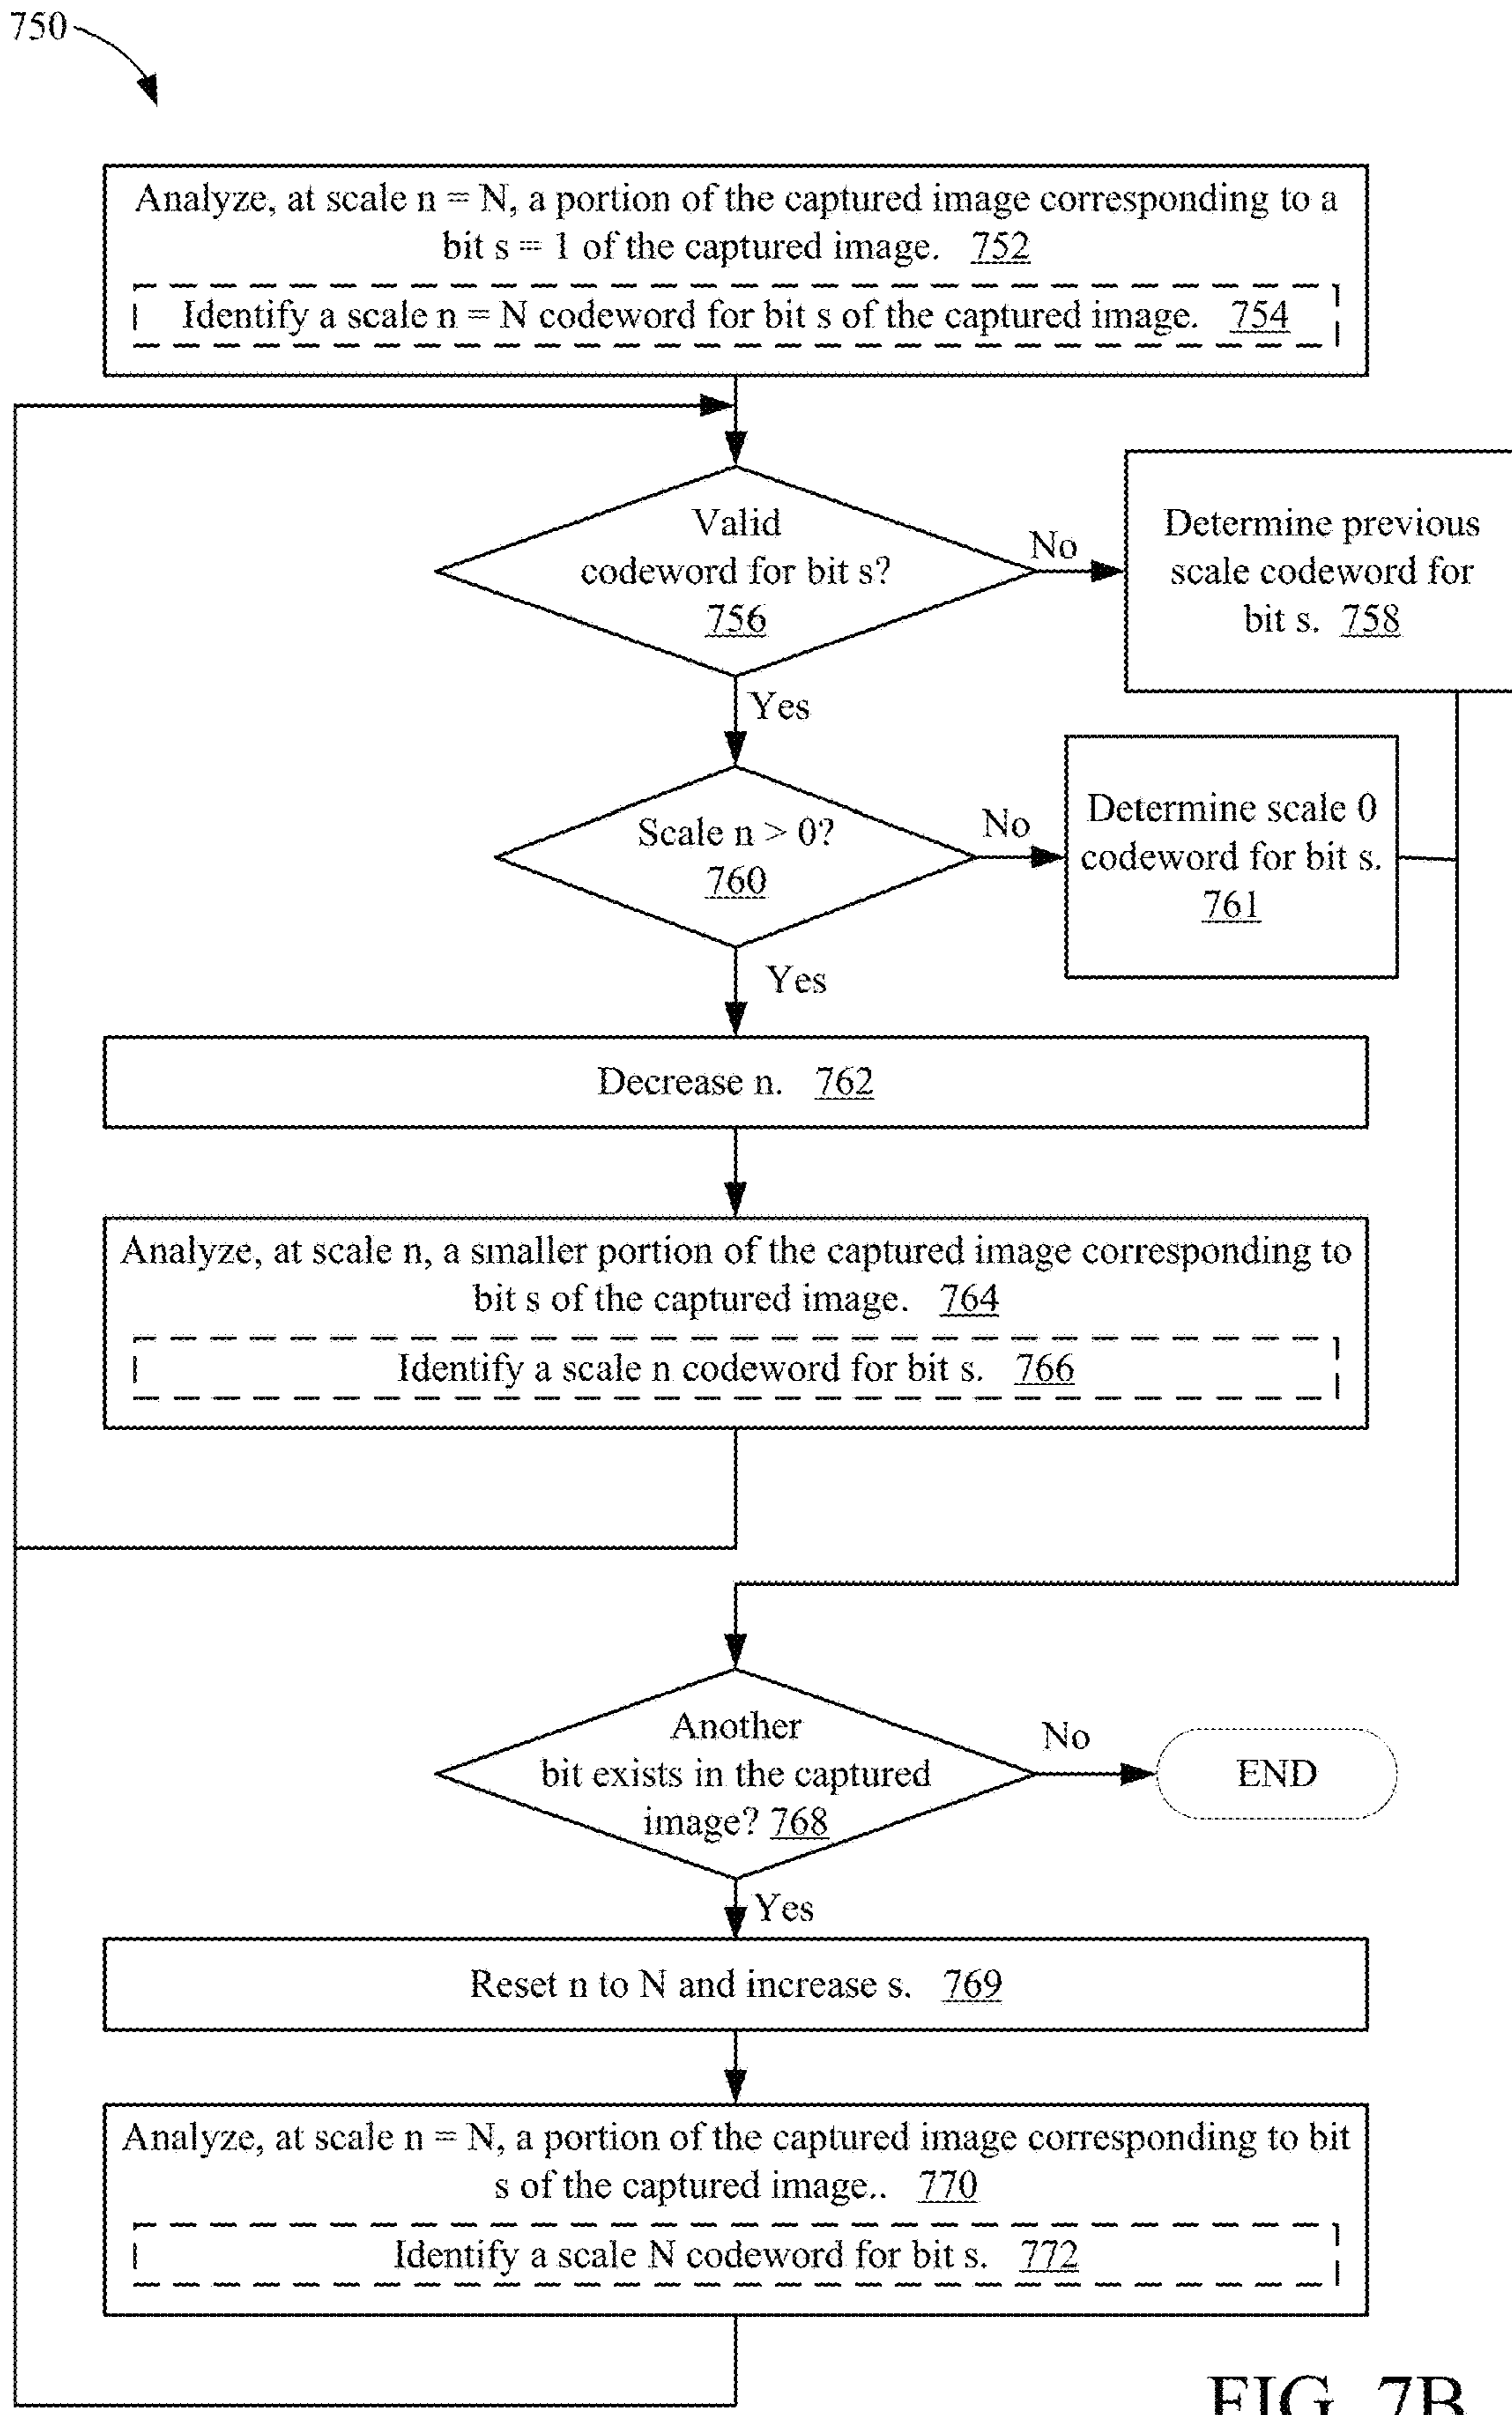 750
Analyze, at scale n = N, a portion of the captured image corresponding to a
bit s = 1 of the captured image. 752
Identify a scale n = N codeword for bit s of the captured image. 754
Valid
codeword for bit s?
756
No
Determine previous
scale codeword for
bit s. 758
Yes
Scale n > 0?
760
No
Determine scale 0
codeword for bit s.
761
Yes
Decrease n. 762
Analyze, at scale n, a smaller portion of the captured image corresponding to
bit s of the captured image. 764
Identify a scale n codeword for bit s. 766
Another
bit exists in the captured
image? 768
No
END
Yes
Reset n to N and increase s. 769
Analyze, at scale n = N, a portion of the captured image corresponding to bit
s of the captured image.. 770
Identify a scale N codeword for bit s. 772
FIG. 7B